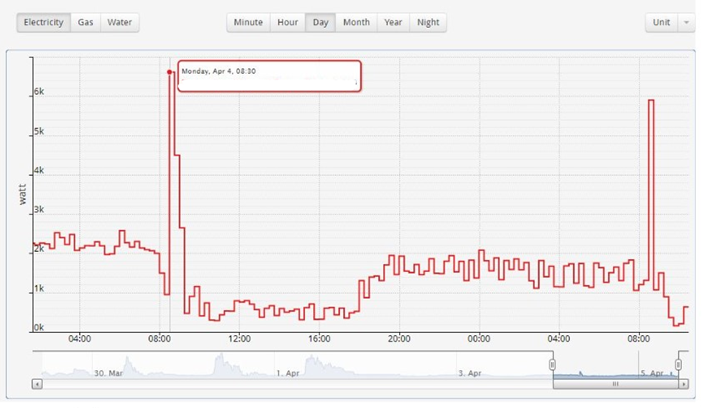 Electricity Gas Water Minute Hour Day Month Year Night Unit
Monday, Apr 4, 08:30
6k
5k
4k
3k
2k
1k
0k
watt
04:00 08:00 12:00 16:00 20:00 00:00 04:00 08:00
30. Mar 1. Apr 3. Apr 5. Apr